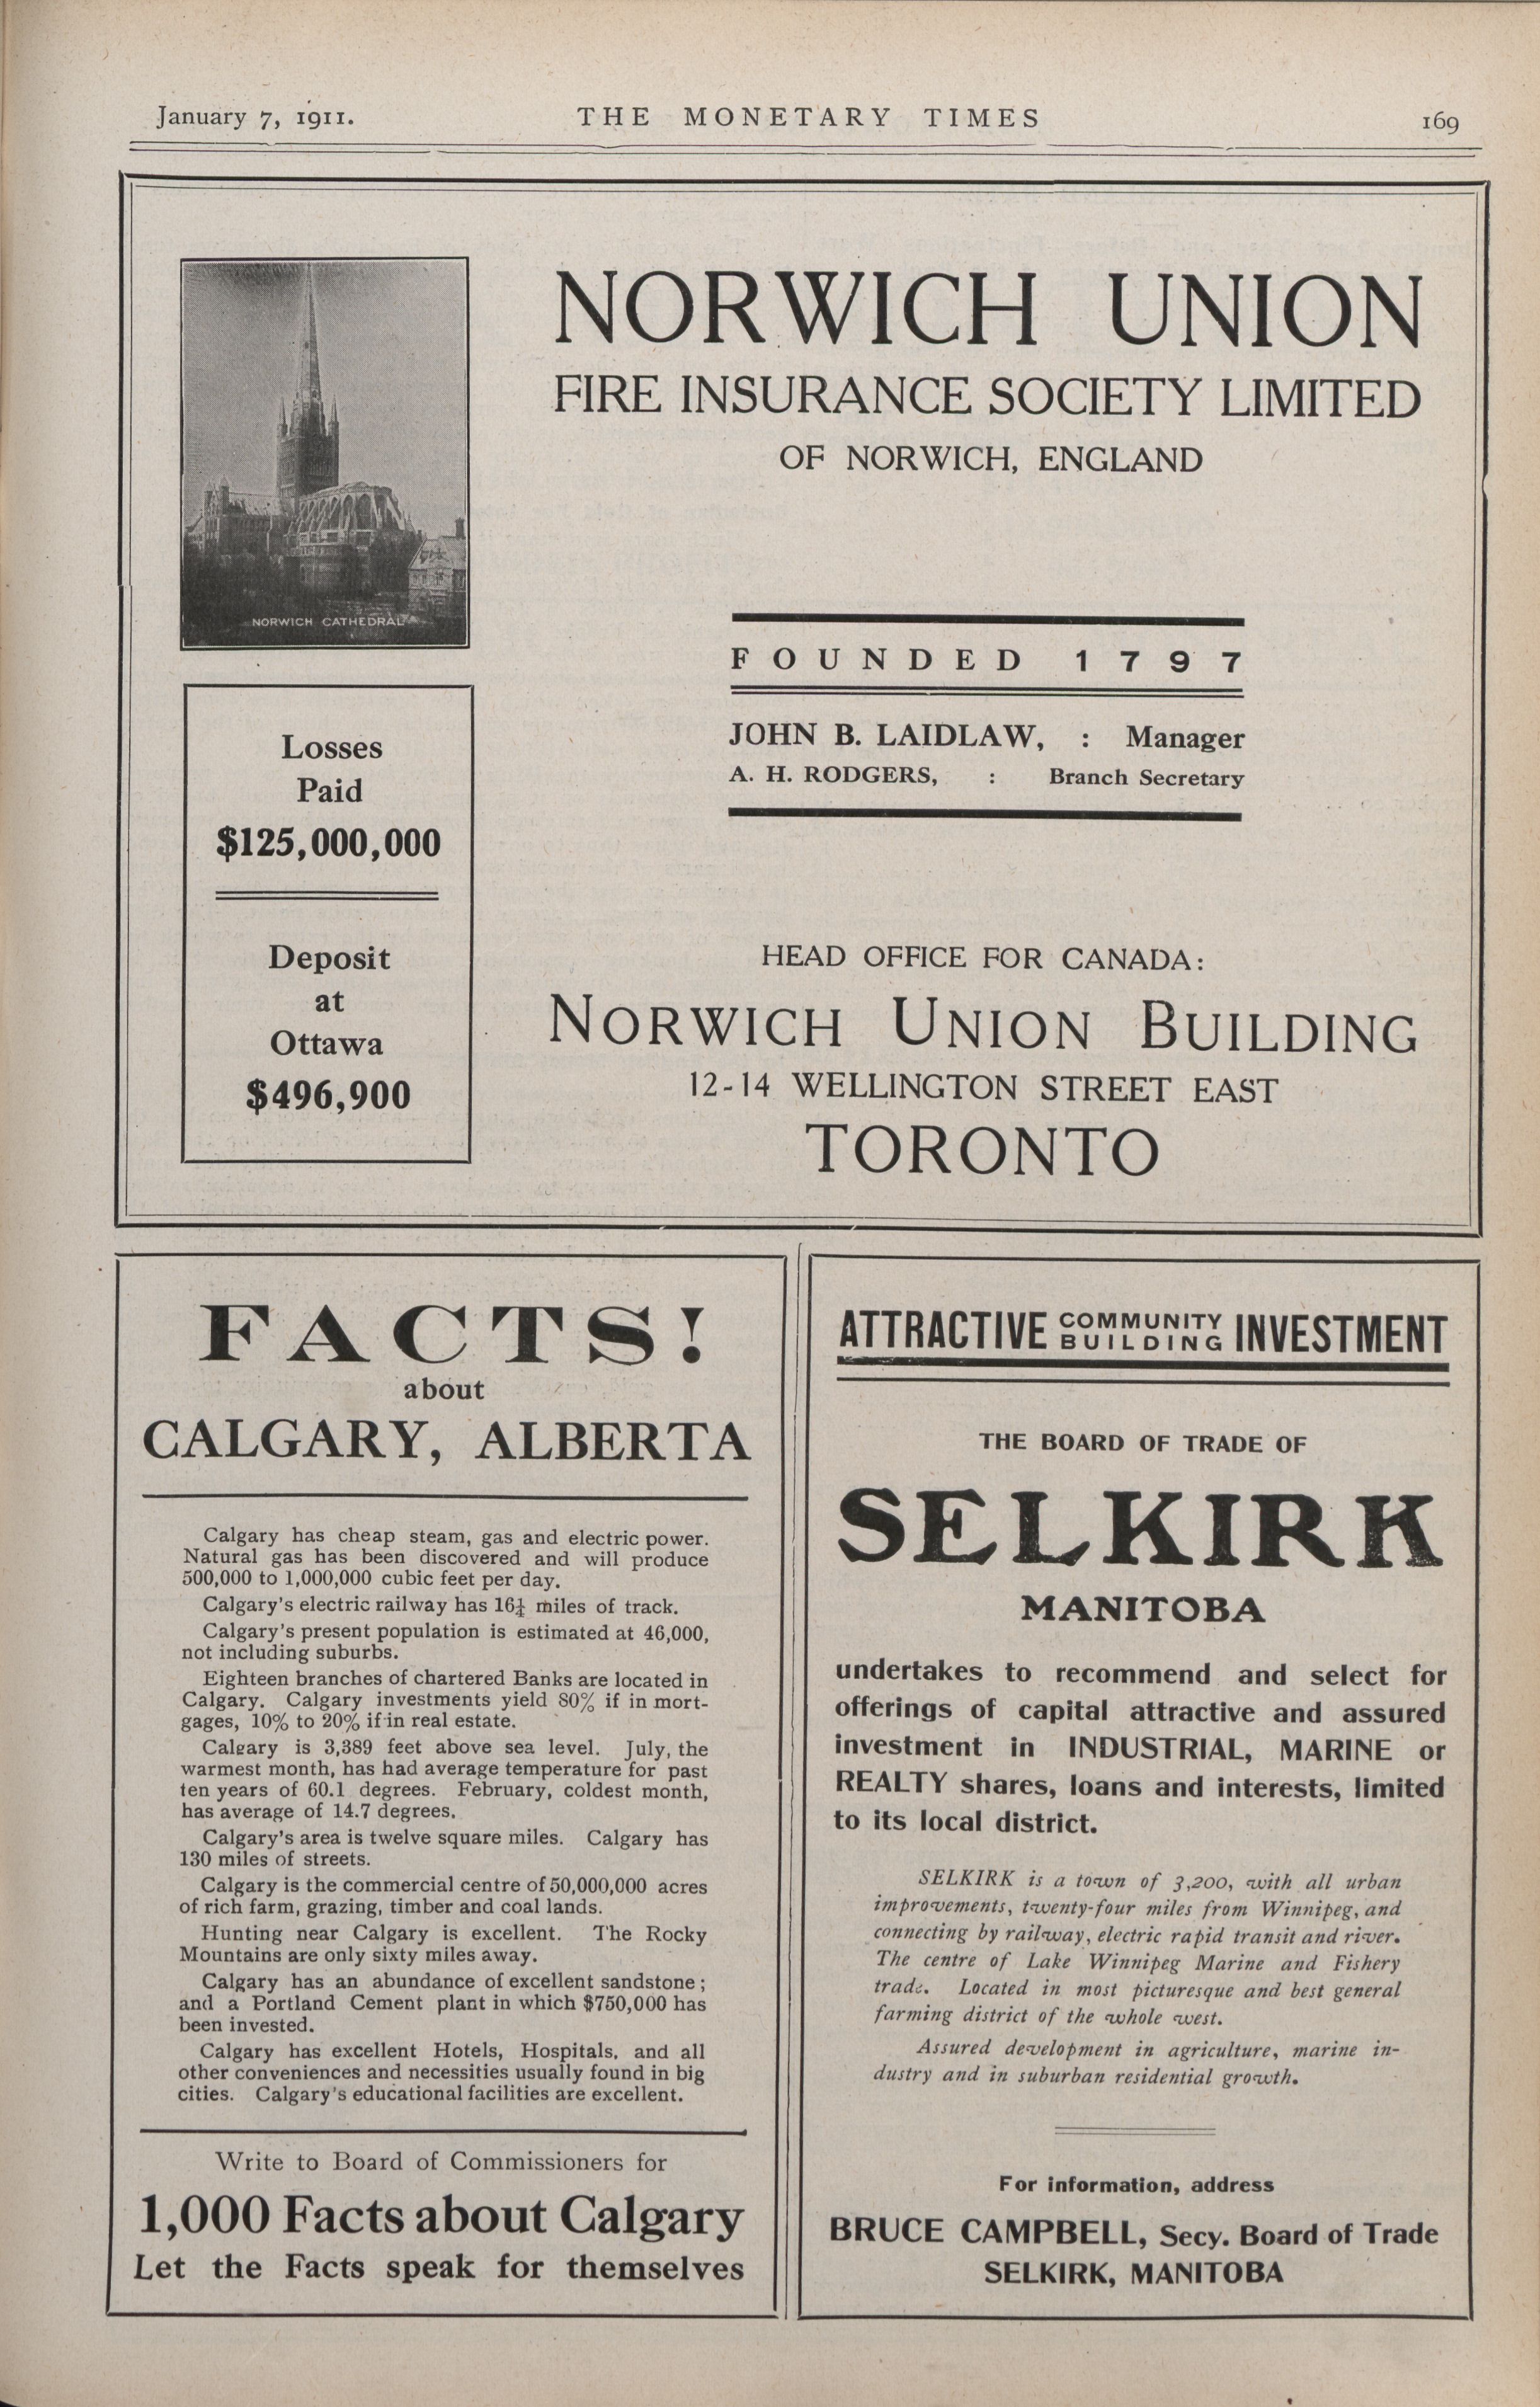 January 7, 1911.
THE MONETARY TIMES
169
NORWICH CATHEDRAL
NORWICH UNION
FIRE INSURANCE SOCIETY LIMITED
OF NORWICH, ENGLAND
FOUNDED 1797
JOHN B. LAIDLAW, : Manager
A. H. RODGERS, : Branch Secretary
Losses
Paid
$125,000,000
Deposit
at
Ottawa
$496,900
HEAD OFFICE FOR CANADA:
NORWICH UNION BUILDING
12-14 WELLINGTON STREET EAST
TORONTO
FACTS!
about
CALGARY, ALBERTA
Calgary has cheap steam, gas and electric power.
Natural gas has been discovered and will produce
500,000 to 1,000,000 cubic feet per day.
Calgary's electric railway has 16¼ miles of track.
Calgary's present population is estimated at 46,000,
not including suburbs.
Eighteen branches of chartered Banks are located in
Calgary. Calgary investments yield 80% if in mort-
gages, 10% to 20% if in real estate.
Calgary is 3,389 feet above sea level. July, the
warmest month, has had average temperature for past
ten years of 60.1 degrees. February, coldest month,
has average of 14.7 degrees.
Calgary's area is twelve square miles. Calgary has
130 miles of streets.
Calgary is the commercial centre of 50,000,000 acres
of rich farm, grazing, timber and coal lands.
Hunting near Calgary is excellent. The Rocky
Mountains are only sixty miles away.
Calgary has an abundance of excellent sandstone;
and a Portland Cement plant in which $750,000 has
been invested.
Calgary has excellent Hotels, Hospitals, and all
other conveniences and necessities usually found in big
cities. Calgary's educational facilities are excellent.
Write to Board of Commissioners for
1,000 Facts about Calgary
Let the Facts speak for themselves
ATTRACTIVE COMMUNITY BUILDING INVESTMENT
THE BOARD OF TRADE OF
SELKIRK
MANITOBA
undertakes to recommend and select for
offerings of capital attractive and assured
investment in INDUSTRIAL, MARINE or
REALTY shares, loans and interests, limited
to its local district.
SELKIRK is a town of 3,200, with all urban
improvements, twenty-four miles from Winnipeg, and
connecting by railway, electric rapid transit and river.
The centre of Lake Winnipeg Marine and Fishery
trade. Located in most picturesque and best general
farming district of the whole west.
Assured development in agriculture, marine in-
dustry and in suburban residential growth.
For information, address
BRUCE CAMPBELL, Secy. Board of Trade
SELKIRK, MANITOBA